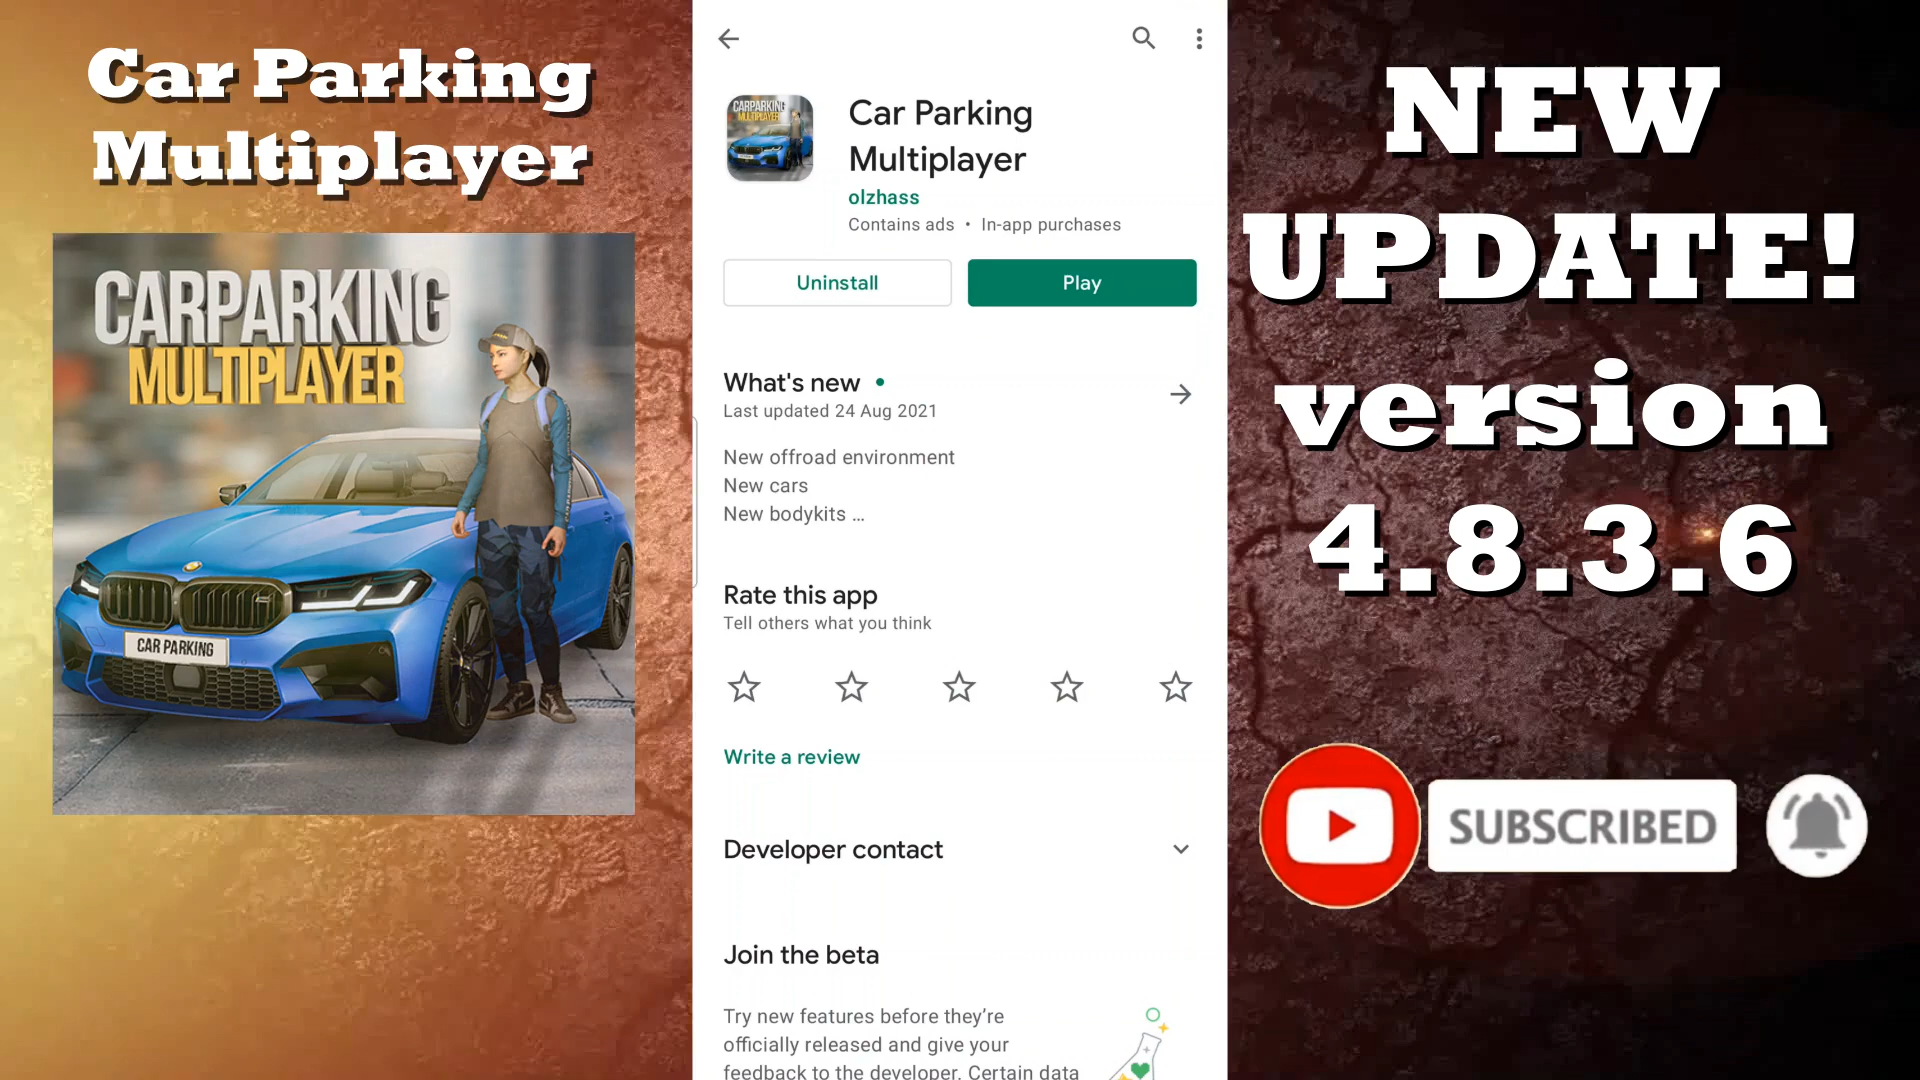 Car Parking
Multiplayer
CARPARKING
MULTIPLAYER
CAR PARKING
CARPARKING
MULTIPLAYER
Car Parking
Multiplayer
olzhass
Contains ads • In-app purchases
Uninstall
Play
What's new •
Last updated 24 Aug 2021
New offroad environment
New cars
New bodykits ...
Rate this app
Tell others what you think
Write a review
Developer contact
Join the beta
Try new features before they’re
officially released and give your
feedback to the developer. Certain data
NEW
UPDATE!
version
4.8.3.6
SUBSCRIBED